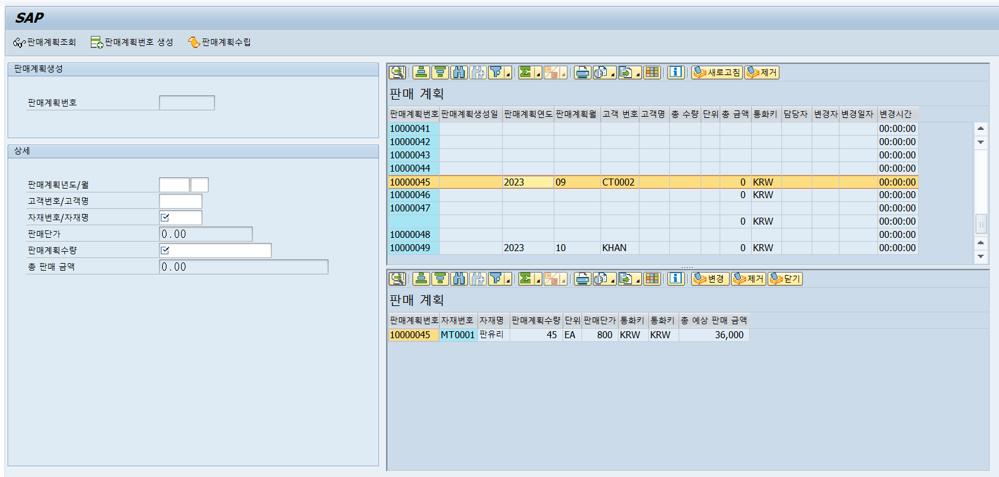 SAP
판매계획조회 판매계획번호 생성 판매계획수립
판매계획생성
판매계획번호
상세
판매계획년도/월
고객번호/고객명
자재번호/자재명
판매단가 0.00
판매계획수량
총 판매 금액 0.00
새로고침 제거
판매 계획
판매계획번호 판매계획생성일 판매계획연도 판매계획월 고객 번호 고객명 총 수량 단위 총 금액 통화키 담당자 변경자 변경일자 변경시간
10000041 00:00:00
10000042 00:00:00
10000043 00:00:00
10000044 00:00:00
10000045 2023 09 CT0002 0 KRW 00:00:00
10000046 0 KRW 00:00:00
10000047 00:00:00
0 KRW 00:00:00
10000048 00:00:00
10000049 2023 10 KHAN 0 KRW 00:00:00
변경 제거 닫기
판매 계획
판매계획번호 자재번호 자재명 판매계획수량 단위 판매단가 통화키 통화키 총 예상 판매 금액
10000045 MT0001 판유리 45 EA 800 KRW KRW 36,000